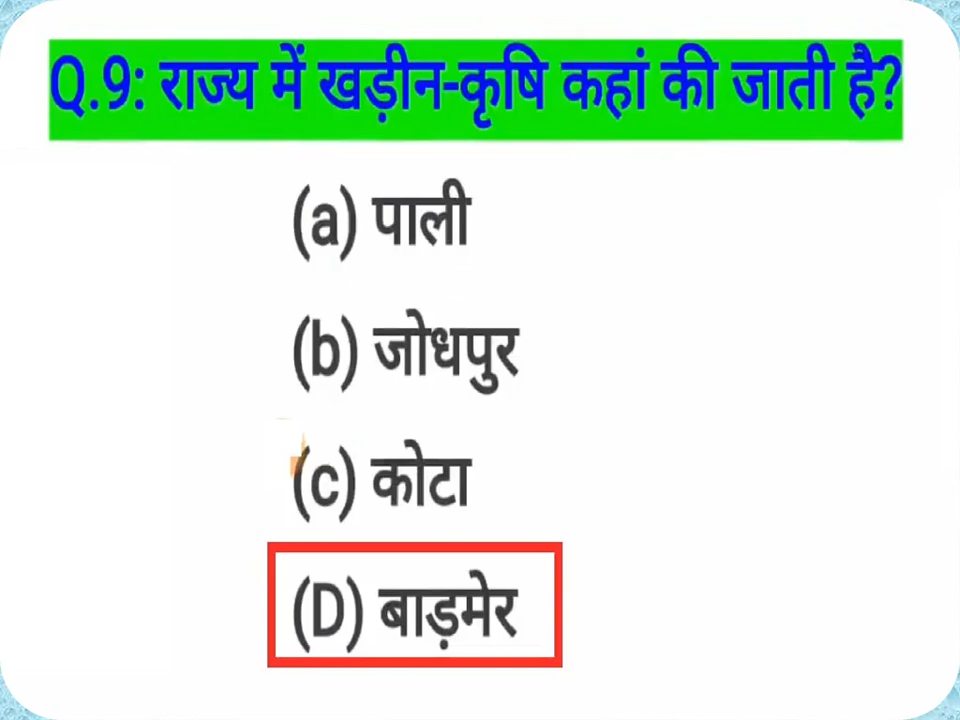 Q.9: राज्य में खड़ीन-कृषि कहां की जाती है?
(a) पाली
(b) जोधपुर
(c) कोटा
(D) बाड़मेर